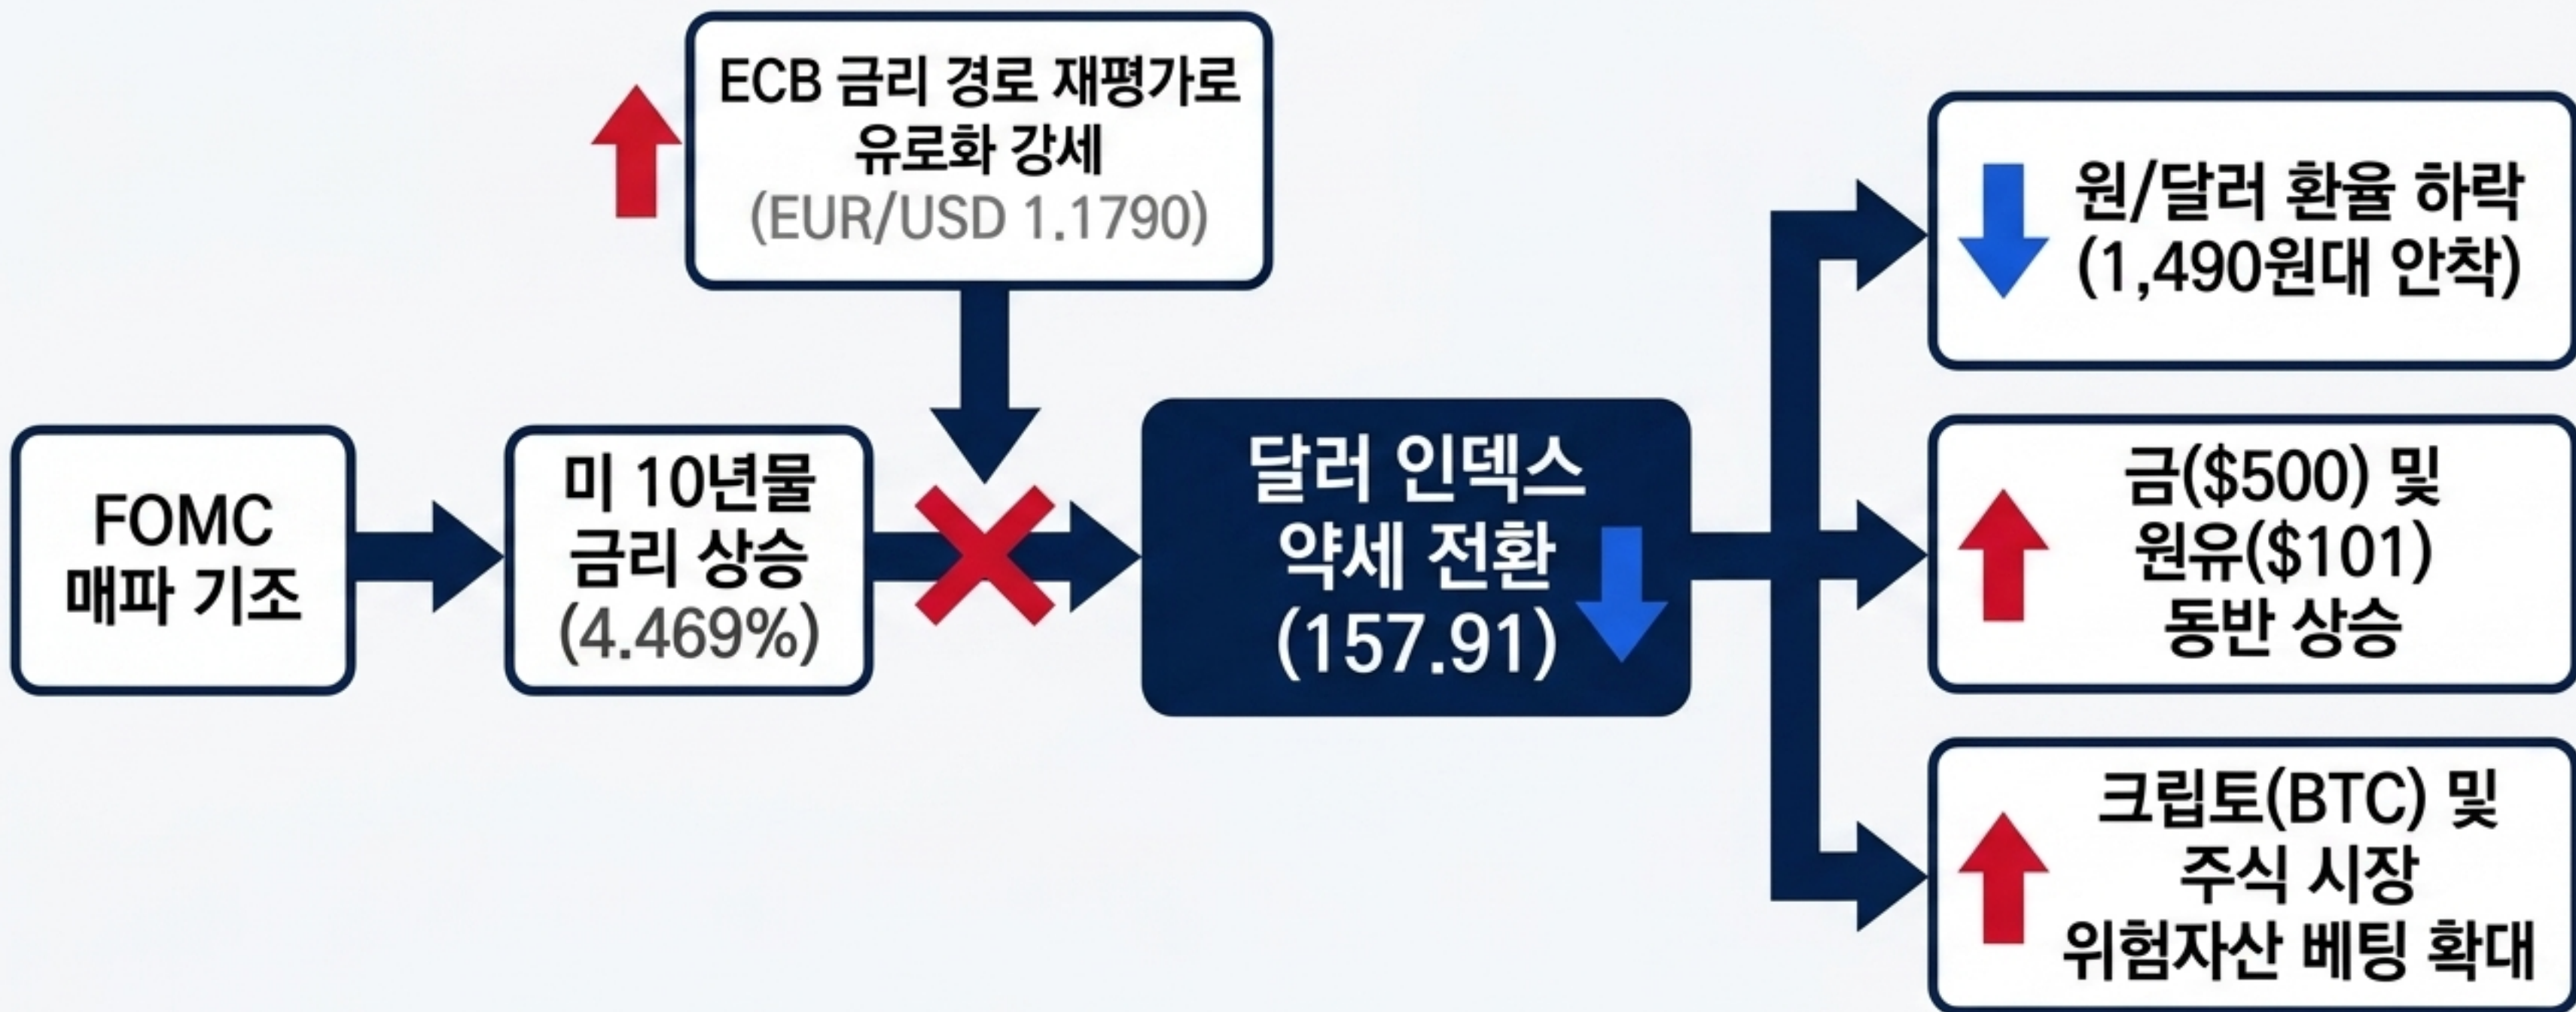 ECB 금리 경로 재평가로
유로화 강세
(EUR/USD 1.1790)
FOMC
매파 기조
미 10년물
금리 상승
(4.469%)
달러 인덱스
약세 전환
(157.91)
원/달러 환율 하락
(1,490원대 안착)
금($500) 및
원유($101)
동반 상승
크립토(BTC) 및
주식 시장
위험자산 베팅 확대